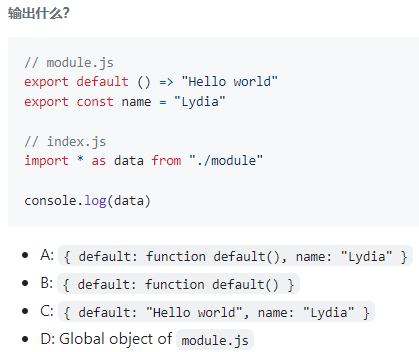 输出什么?
// module.js
export default () => "Hello world"
export const name = "Lydia"
// index.js
import * as data from "./module"
console.log(data)
A: { default: function default(), name: "Lydia" }
B: { default: function default() }
C: { default: "Hello world", name: "Lydia" }
D: Global object of module.js